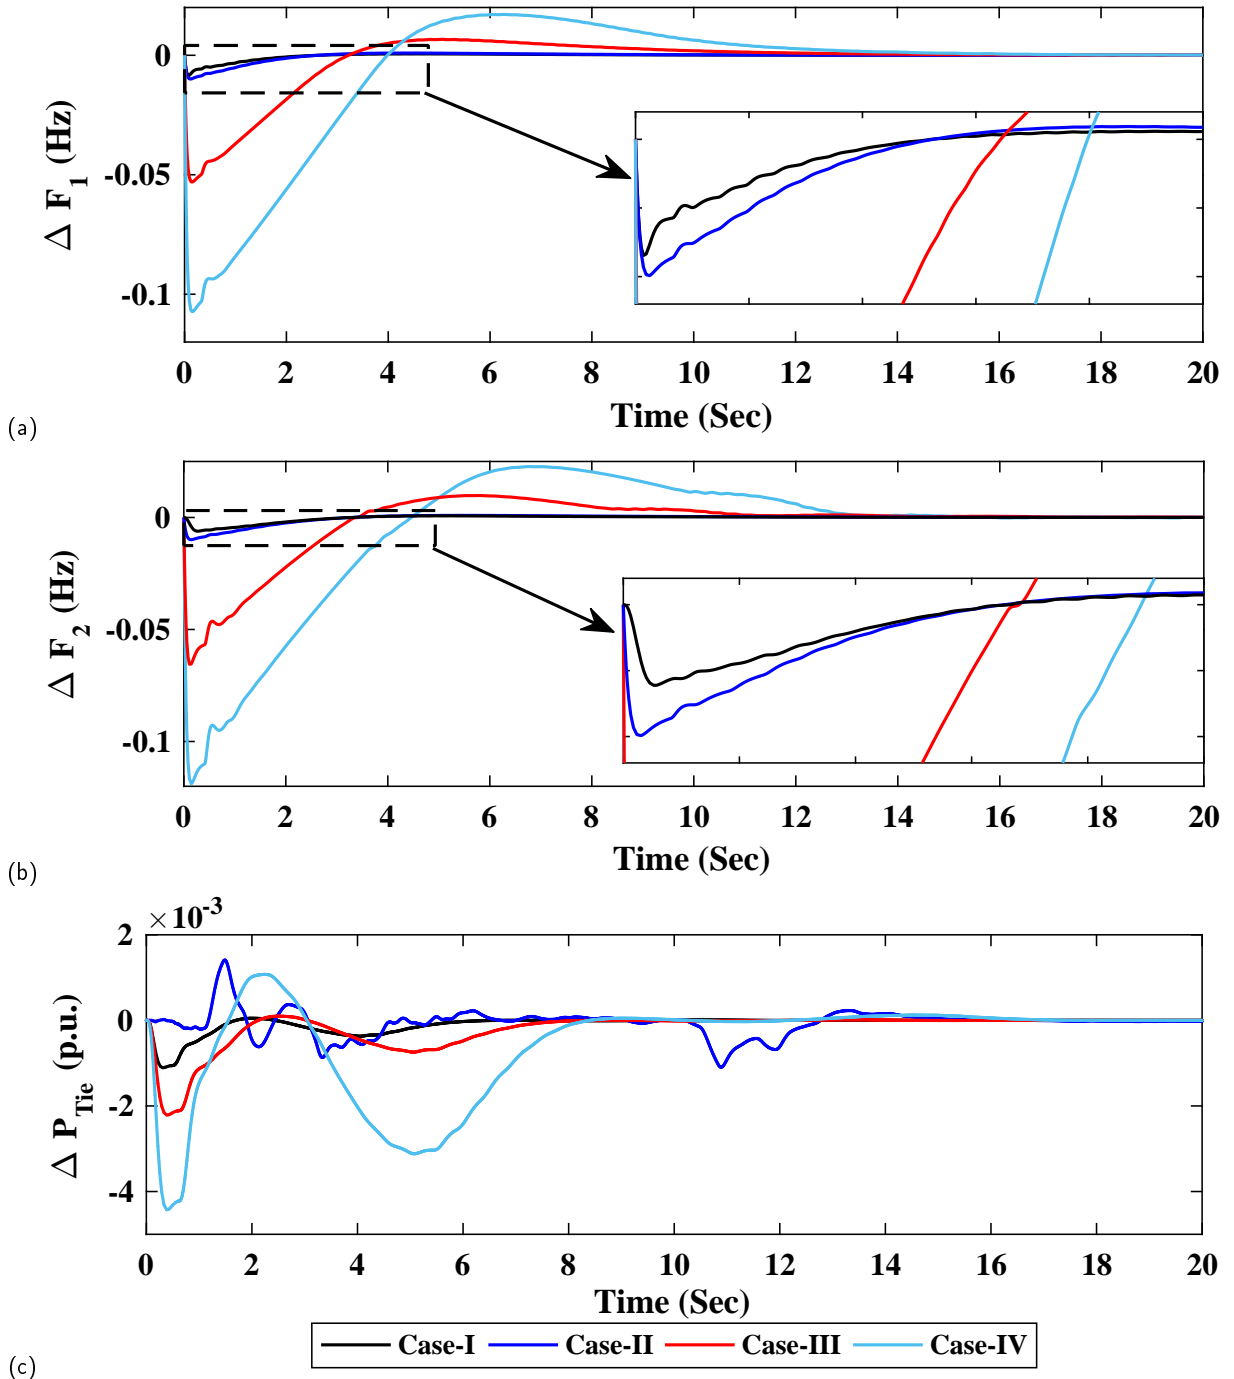 0
-0.05
-0.1
Δ F1 (Hz)
0 2 4 6 8 10 12 14 16 18 20
Time (Sec)
(a)
0
-0.05
-0.1
Δ F2 (Hz)
0 2 4 6 8 10 12 14 16 18 20
Time (Sec)
(b)
×10-3
2
0
-2
-4
Δ PTie (p.u.)
0 2 4 6 8 10 12 14 16 18 20
Time (Sec)
Case-I Case-II Case-III Case-IV
(c)